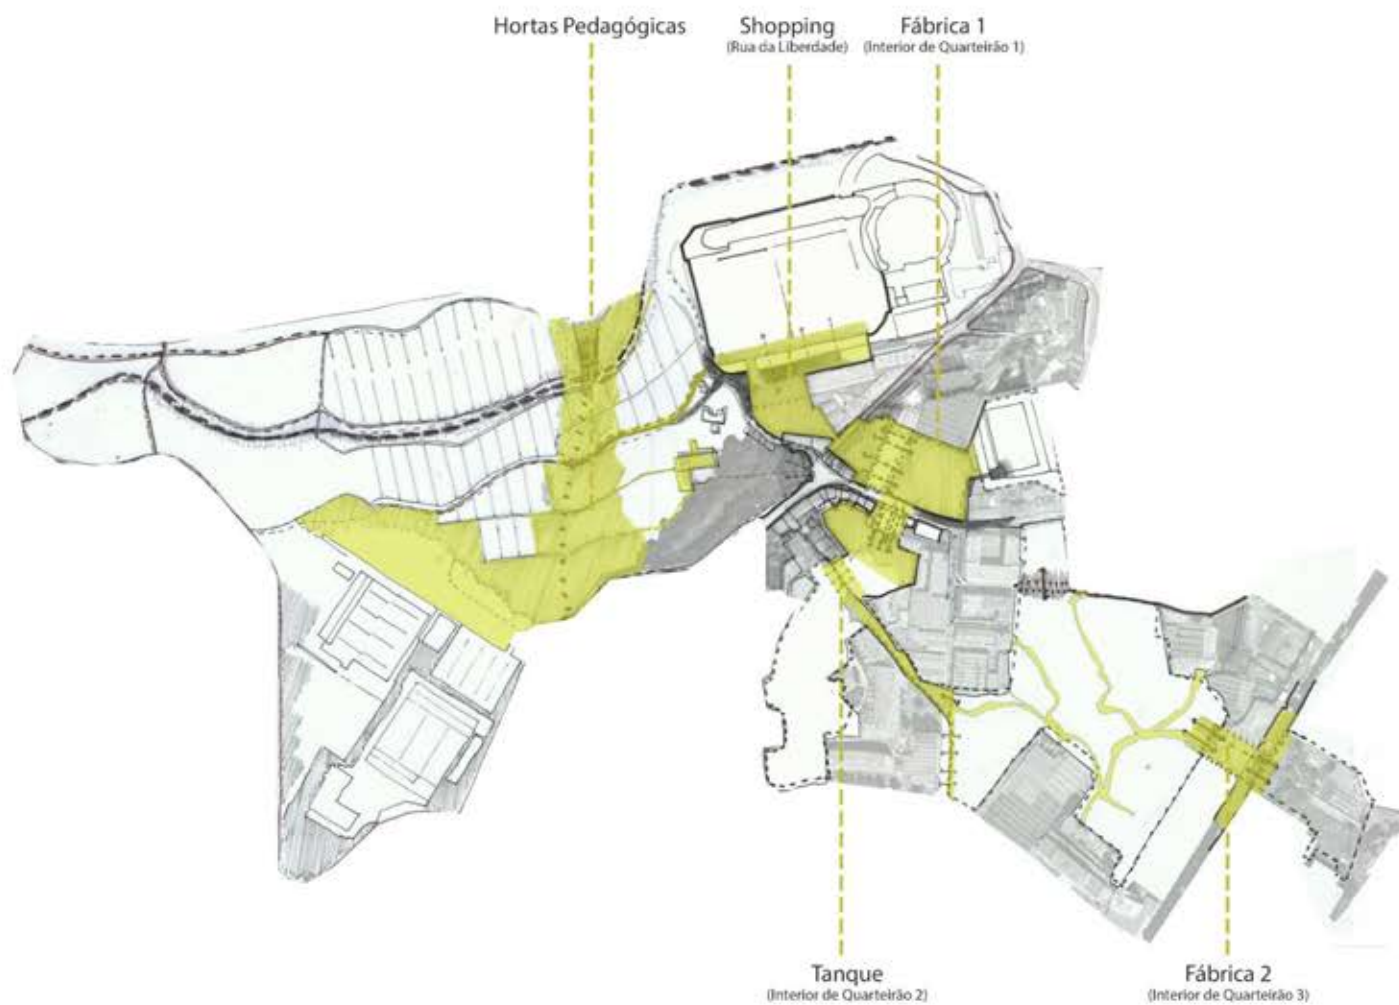 Hortas Pedagógicas
Shopping
(Rua da Liberdade)
Fábrica 1
(Interior de Quarteirão 1)
Tanque
(Interior de Quarteirão 2)
Fábrica 2
(Interior de Quarteirão 3)